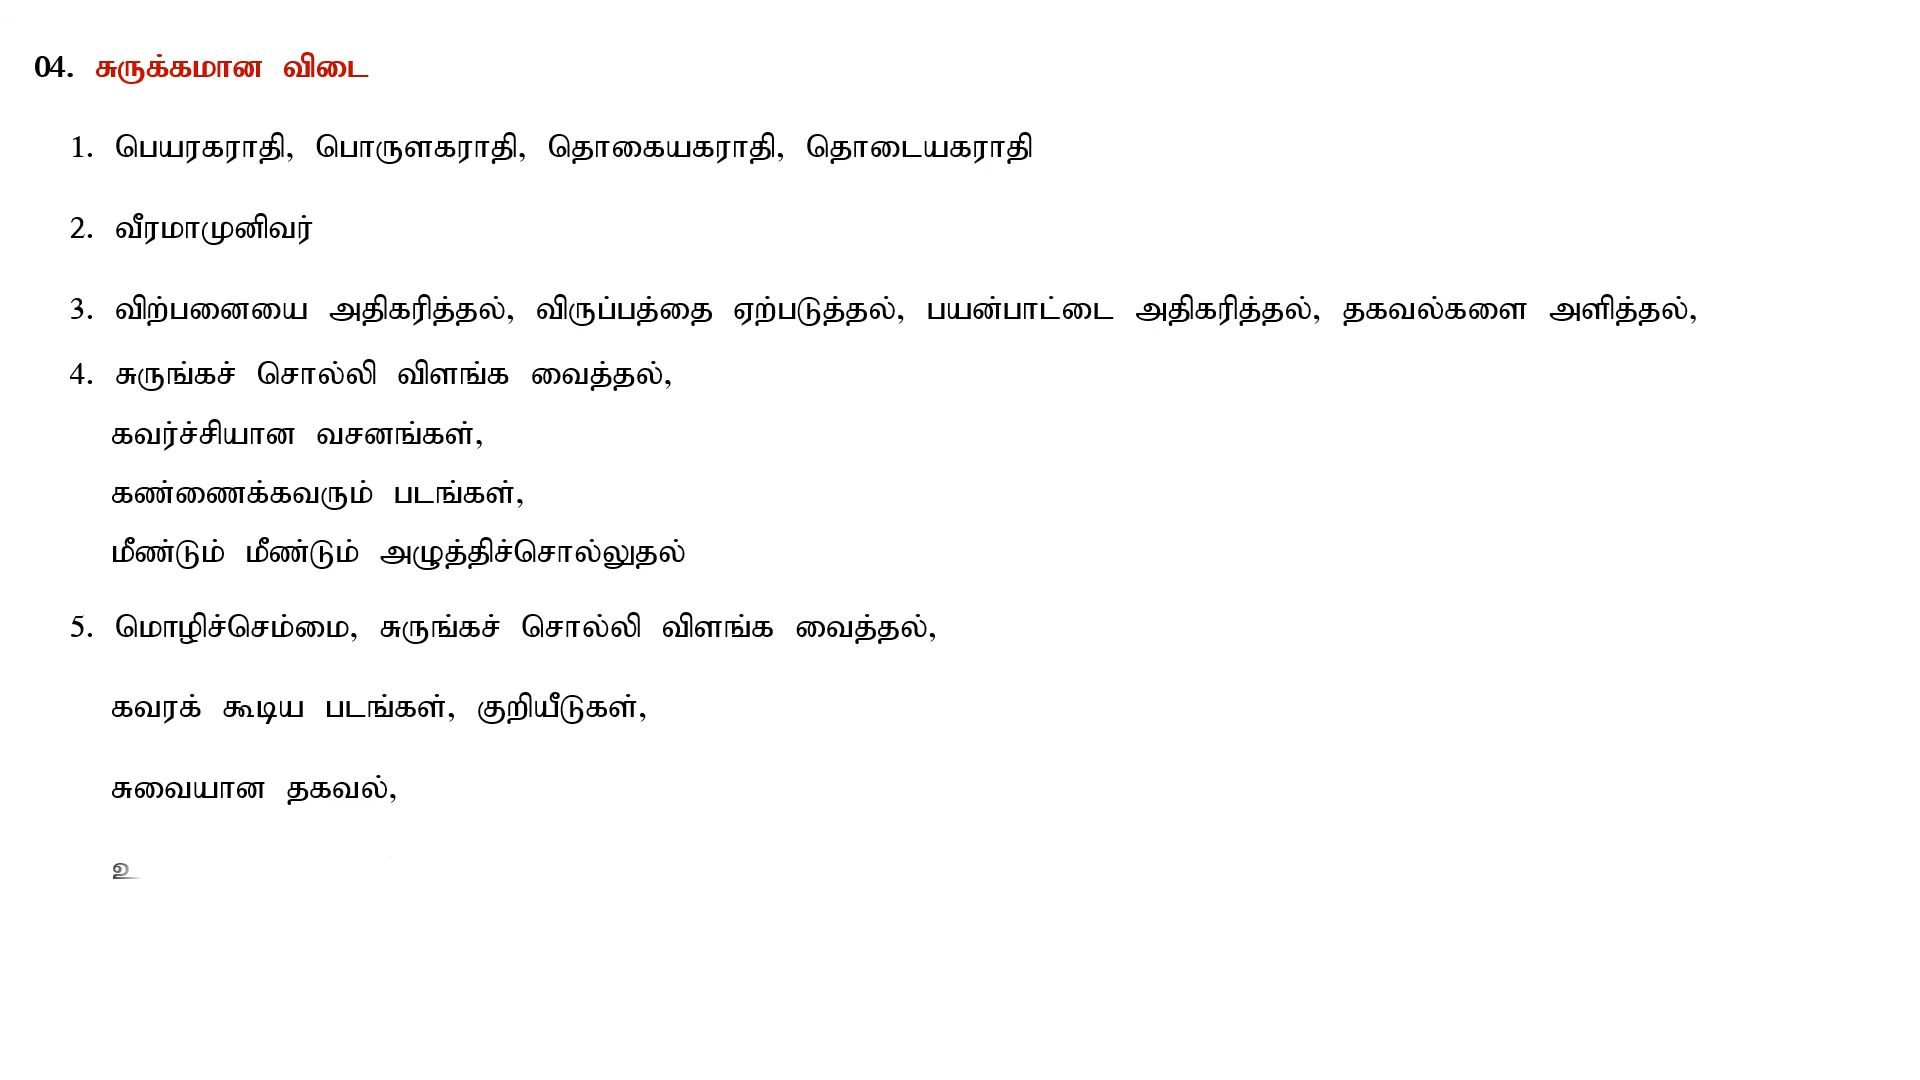 04. சுருக்கமான விடை
1. பெயரகராதி, பொருளகராதி, தொகையகராதி, தொடையகராதி
2. வீரமாமுனிவர்
3. விற்பனையை அதிகரித்தல், விருப்பத்தை ஏற்படுத்தல், பயன்பாட்டை அதிகரித்தல், தகவல்களை அளித்தல்,
4. சுருங்கச் சொல்லி விளங்க வைத்தல்,
கவர்ச்சியான வசனங்கள்,
கண்ணைக்கவரும் படங்கள்,
மீண்டும் மீண்டும் அழுத்திச்சொல்லுதல்
5. மொழிச்செம்மை, சுருங்கச் சொல்லி விளங்க வைத்தல்,
கவரக் கூடிய படங்கள், குறியீடுகள்,
சுவையான தகவல்,